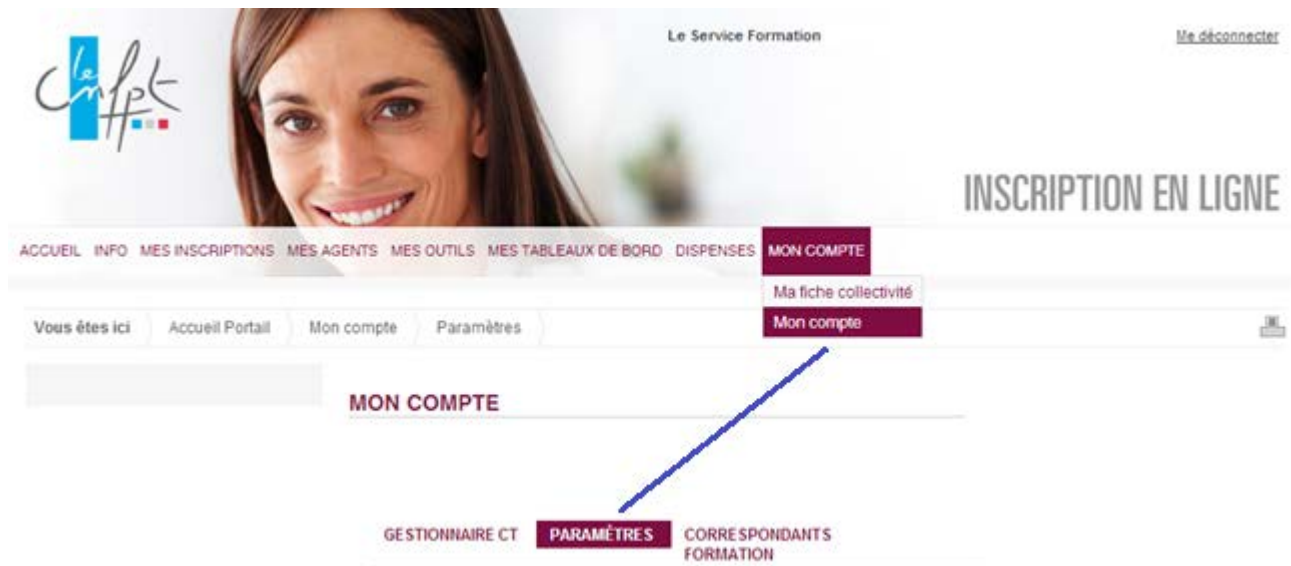 le cnfpt
Le Service Formation
Me déconnecter
INSCRIPTION EN LIGNE
ACCUEIL INFO MES INSCRIPTIONS MES AGENTS MES OUTILS MES TABLEAUX DE BORD DISPENSES MON COMPTE
Ma fiche collectivité
Mon compte
Vous êtes ici Accueil Portail Mon compte Paramètres
MON COMPTE
GESTIONNAIRE CT PARAMÈTRES CORRESPONDANTS
FORMATION